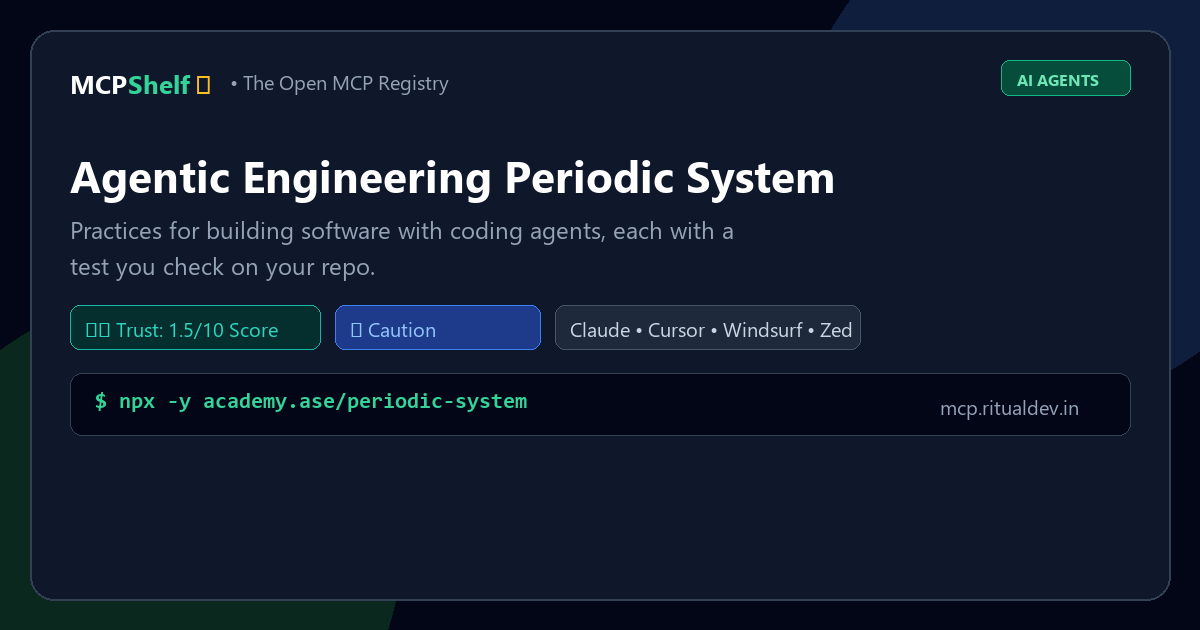 MCPShelf • The Open MCP Registry
AI AGENTS
Agentic Engineering Periodic System
Practices for building software with coding agents, each with a
test you check on your repo.
Trust: 1.5/10 Score
Caution
Claude • Cursor • Windsurf • Zed
$ npx -y academy.ase/periodic-system
mcp.ritualdev.in